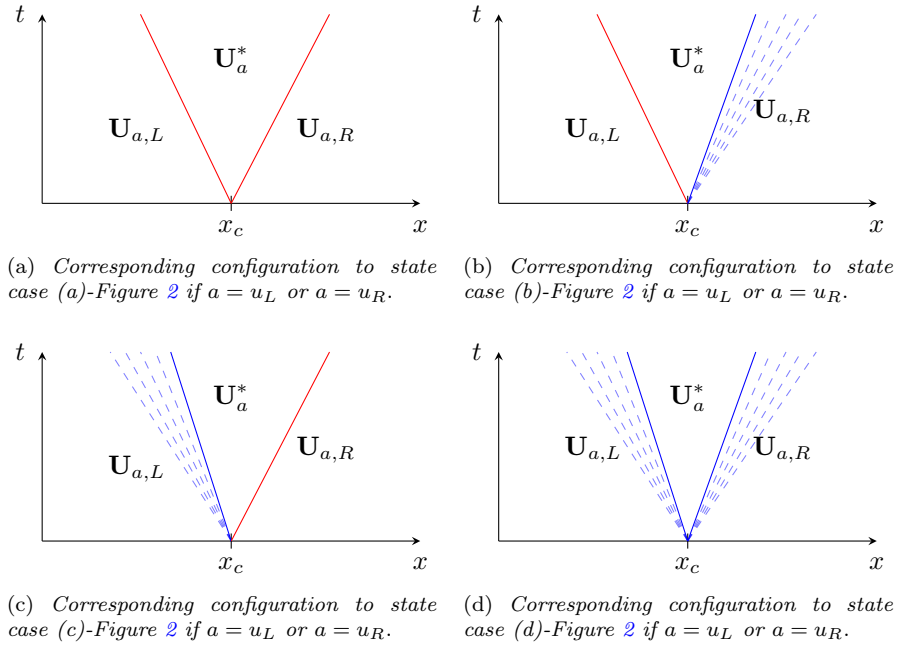 t
U*a
U*a
t
Ua,L
Ua,R
Ua,L
Ua,R
xc
x
xc
x
(a) Corresponding configuration to state
case (a)-Figure 2 if a = uL or a = uR.
(b) Corresponding configuration to state
case (b)-Figure 2 if a = uL or a = uR.
t
U*a
t
U*a
Ua,L
Ua,R
Ua,L
Ua,R
xc
x
xc
x
(c) Corresponding configuration to state
case (c)-Figure 2 if a = uL or a = uR.
(d) Corresponding configuration to state
case (d)-Figure 2 if a = uL or a = uR.